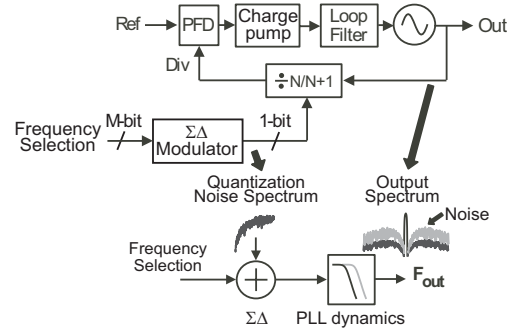 Ref
PFD
Charge
pump
Loop
Filter
Out
Div
÷ N/N+1
Frequency
Selection
M-bit
ΣΔ
Modulator
1-bit
Quantization
Noise Spectrum
Output
Spectrum
Noise
Frequency
Selection
ΣΔ
PLL dynamics
Fout